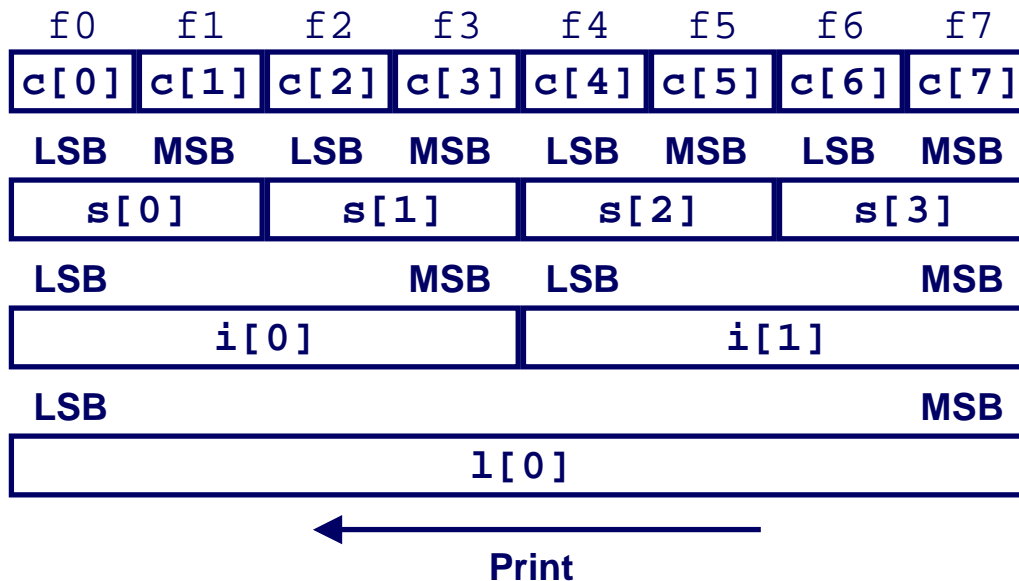 f0 f1 f2 f3 f4 f5 f6 f7
c[0] c[1] c[2] c[3] c[4] c[5] c[6] c[7]
LSB MSB LSB MSB LSB MSB LSB MSB
s[0] s[1] s[2] s[3]
LSB MSB LSB MSB
i[0] i[1]
LSB MSB
l[0]
Print